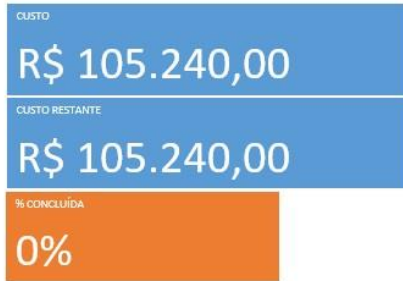 CUSTO
R$ 105.240,00
CUSTO RESTANTE
R$ 105.240,00
% CONCLUÍDA
0%